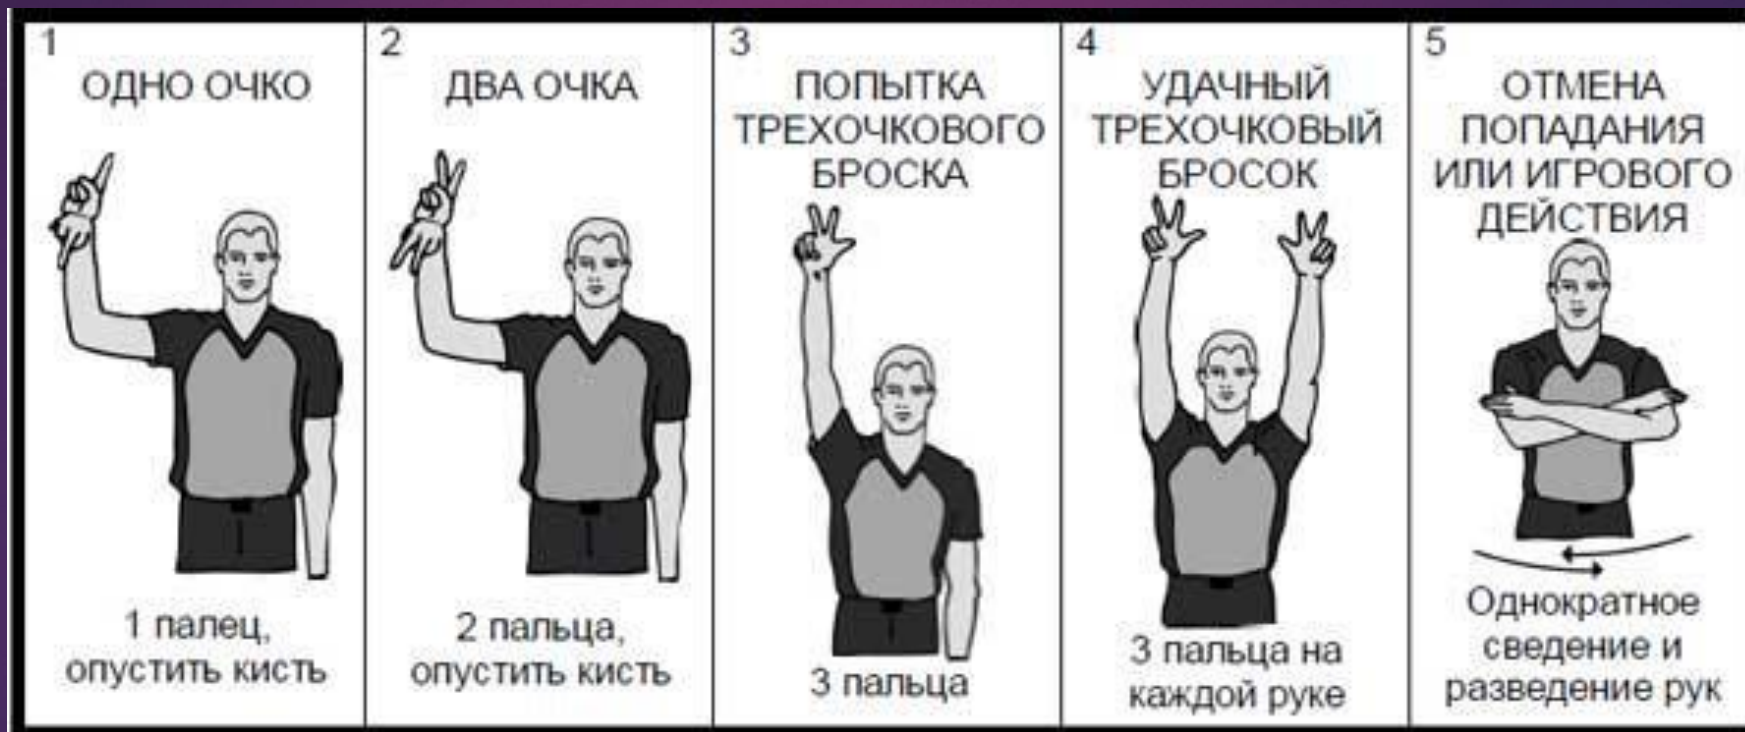 1
ОДНО ОЧКО
1 палец,
опустить кисть
2
ДВА ОЧКА
2 пальца,
опустить кисть
3
ПОПЫТКА
ТРЕХОЧКОВОГО
БРОСКА
3 пальца
4
УДАЧНЫЙ
ТРЕХОЧКОВЫЙ
БРОСОК
3 пальца на
каждой руке
5
ОТМЕНА
ПОПАДАНИЯ
ИЛИ ИГРОВОГО
ДЕЙСТВИЯ
Однократное
сведение и
разведение рук